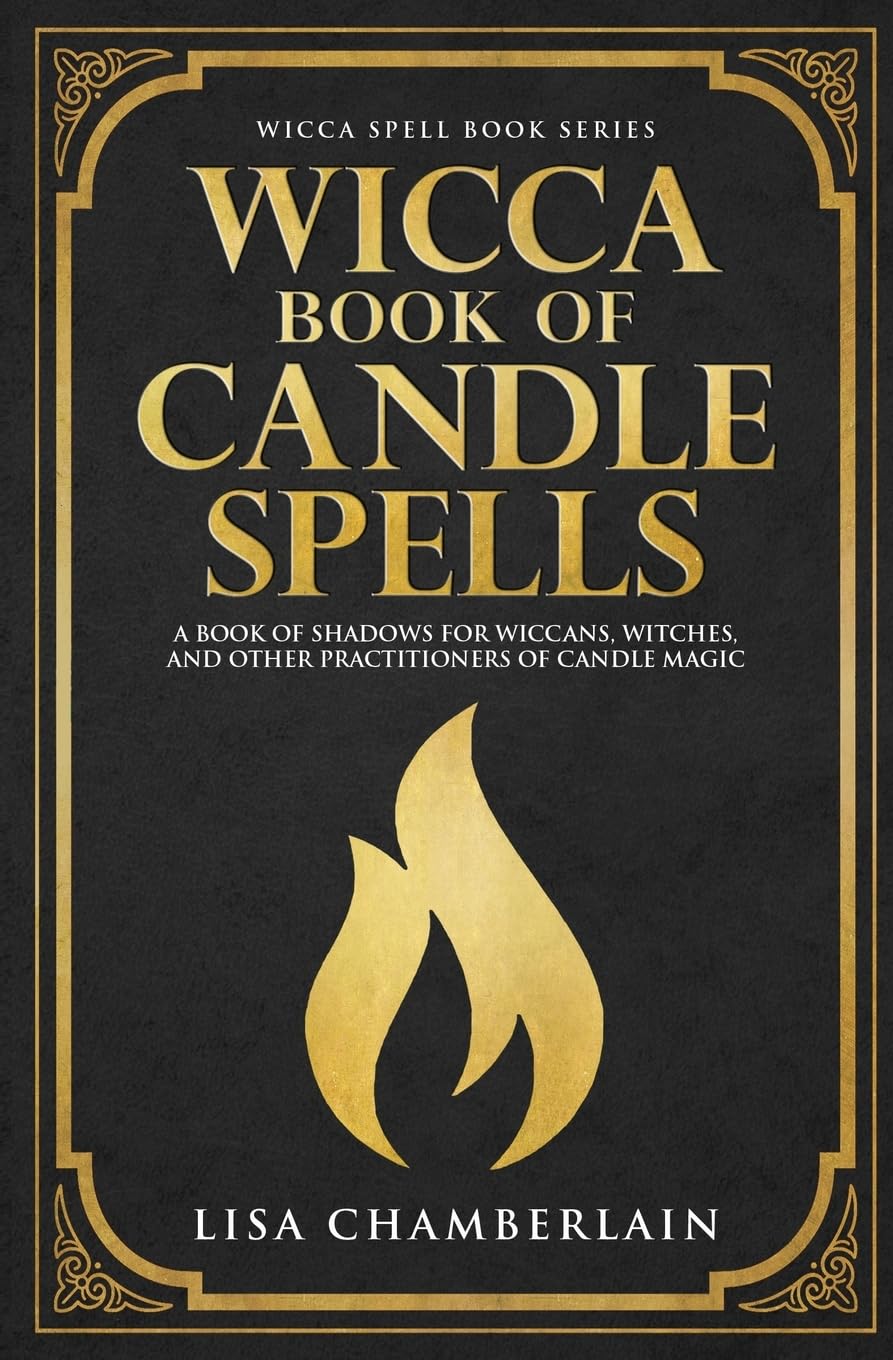 WICCA SPELL BOOK SERIES
WICCA
BOOK OF
CANDLE
SPELLS
A BOOK OF SHADOWS FOR WICCANS, WITCHES,
AND OTHER PRACTITIONERS OF CANDLE MAGIC
LISA CHAMBERLAIN